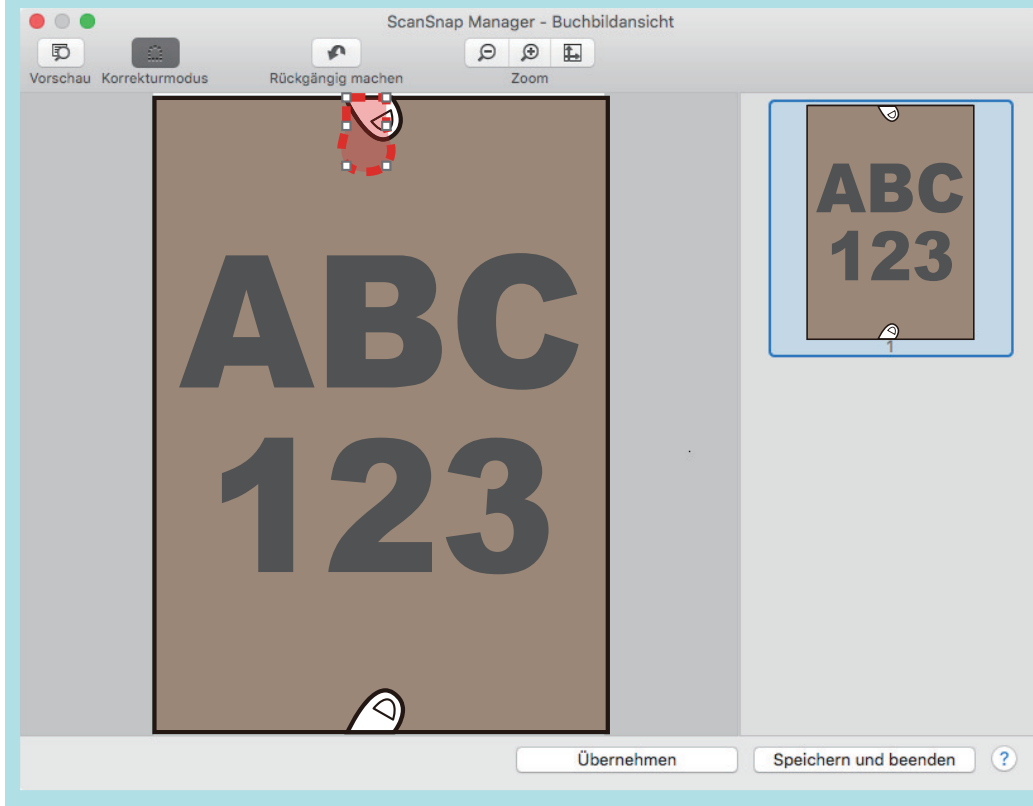 ScanSnap Manager - Buchbildansicht
Vorschau Korrekturmodus Rückgängig machen Zoom
ABC
123
ABC
123
1
Übernehmen Speichern und beenden ?